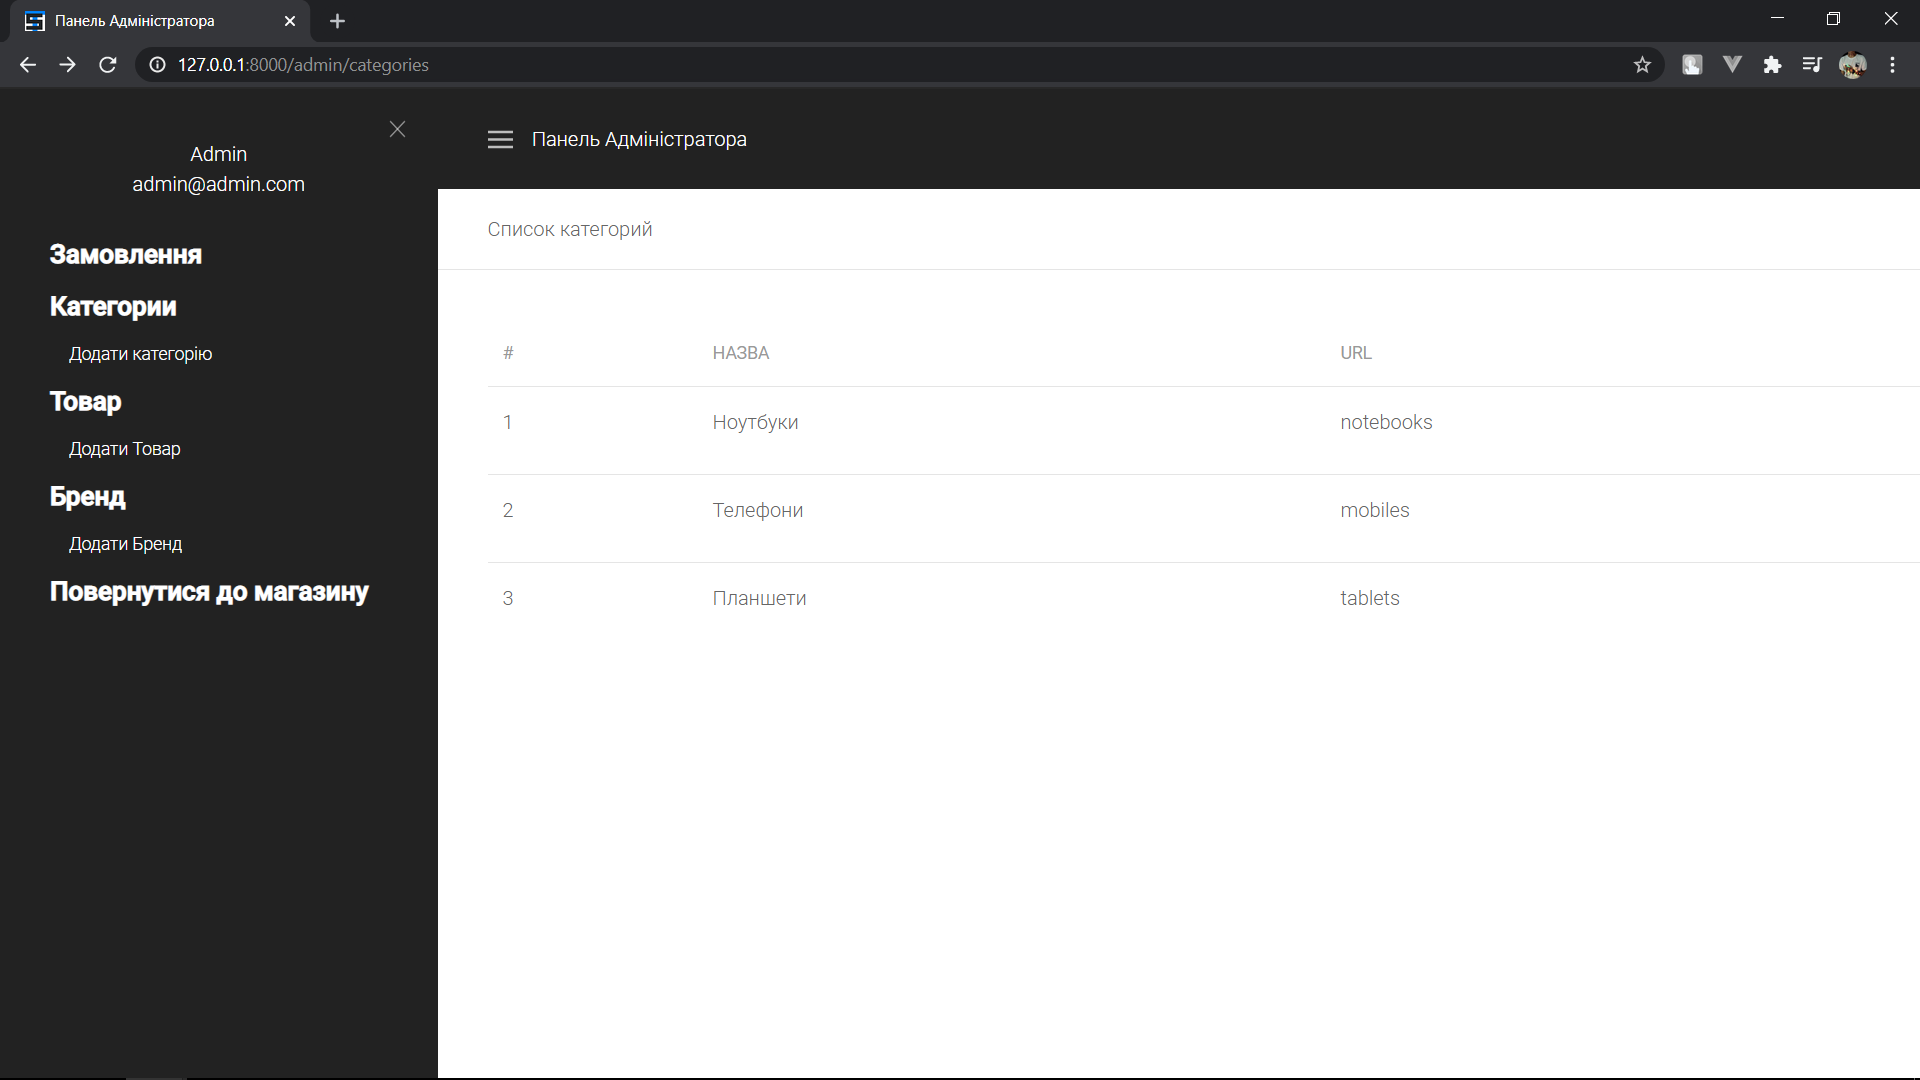 Панель Адміністратора
127.0.0.1:8000/admin/categories
Admin
admin@admin.com
Замовлення
Категории
Додати категорію
Товар
Додати Товар
Бренд
Додати Бренд
Повернутися до магазину
Панель Адміністратора
Список категорий
# НАЗВА URL
1 Ноутбуки notebooks
2 Телефони mobiles
3 Планшети tablets